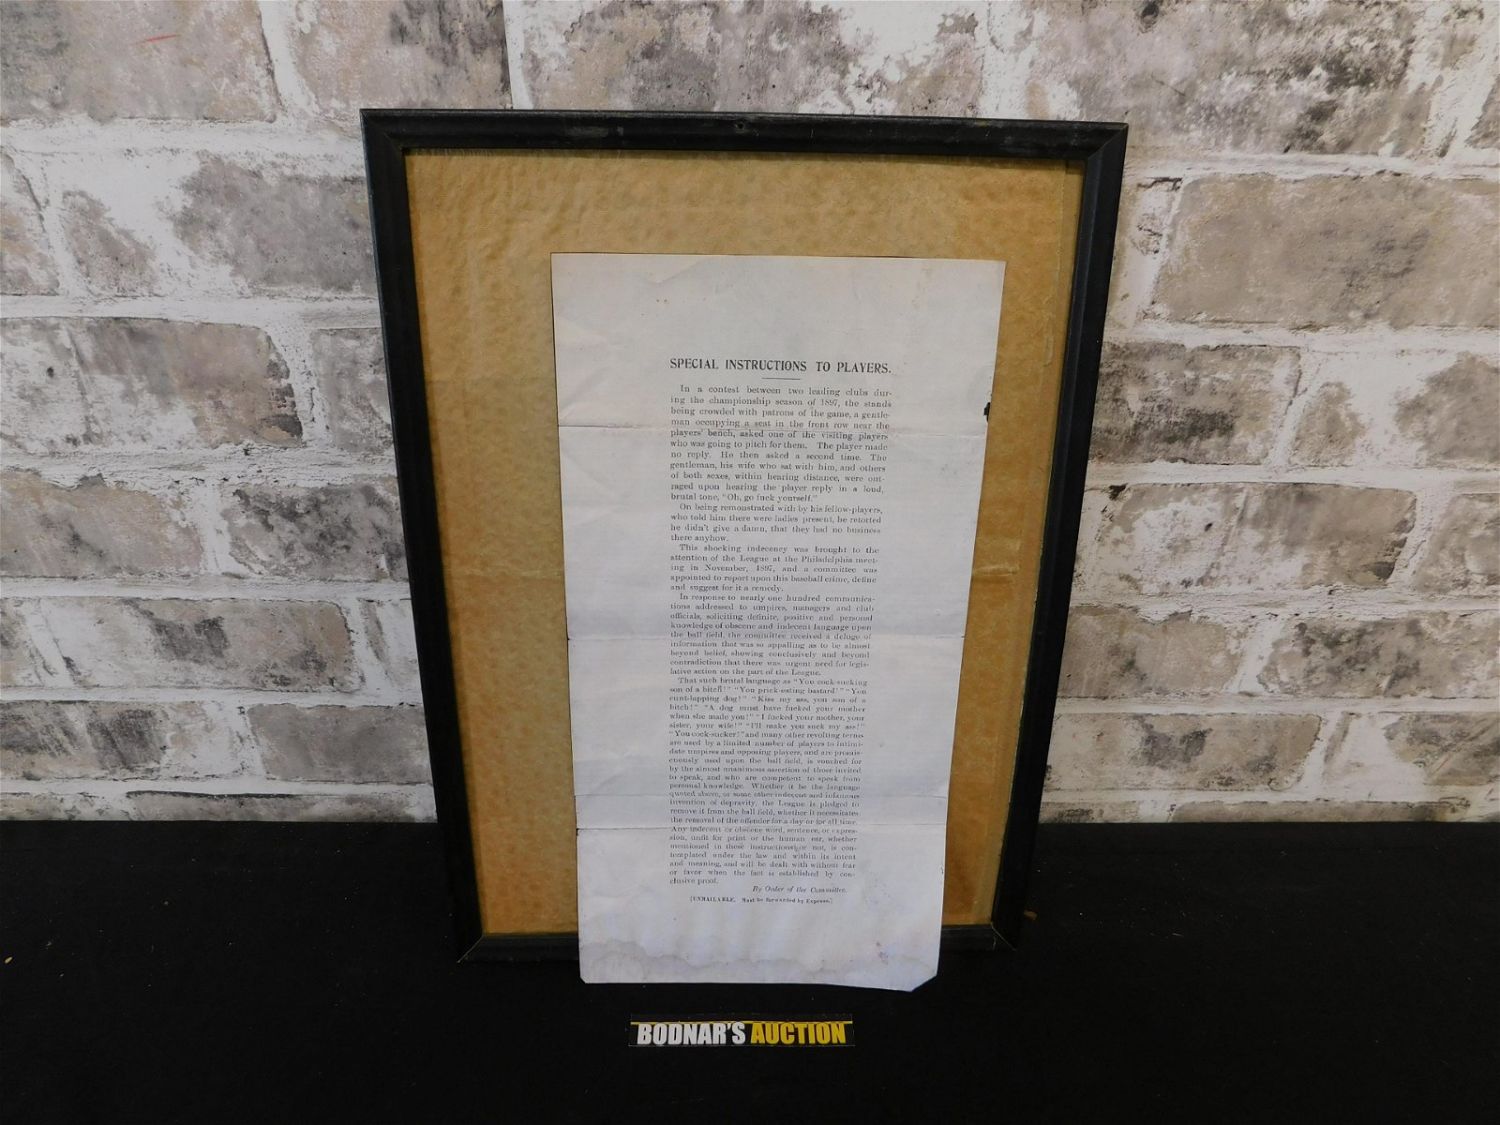 SPECIAL INSTRUCTIONS TO PLAYERS.
In a contest between two leading clubs dur-
ing the championship season of 1897, the stands
being crowded with patrons of the game, a gentle-
man occupying a seat in the front row near the
players' bench, asked one of the visiting players
who was going to pitch for them. The player made
no reply. He then asked a second time. The
gentleman, his wife who sat with him, and others
of both sexes, within hearing distance, were out-
raged upon hearing the player reply in a loud,
brutal tone, "Oh, go fuck yourself."
On being remonstrated with by his fellow-players,
who told him there were ladies present, he retorted
he didn't give a damn, that they had no business
there anyhow.
This shocking indecency was brought to the
attention of the League at the Philadelphia meet-
ing in November, 1897, and a committee was
appointed to report upon this baseball crime, define
and suggest for it a remedy.
In response to nearly one hundred communica-
tions addressed to umpires, managers and club
officials, soliciting definite, positive and personal
knowledge of obscene and indecent language upon
the ball field, the committee received a deluge of
information that was so appalling as to be almost
beyond belief, showing conclusively and beyond
contradiction that there was urgent need for legis-
lative action on the part of the League.
That such brutal language as "You cock-sucking
son of a bitch!" "You prick-eating bastard!" "You
cunt-lapping dog!" "Kiss my ass, you son of a
bitch!" "A dog must have fucked your mother
when she made you!" "I fucked your mother, your
sister, your wife!" "I'll make you suck my ass!"
"You cock-sucker!" and many other revolting terms
are used by a limited number of players to intimi-
date umpires and opposing players, and are promis-
cuously used upon the ball field, is vouched for
by the almost unanimous assertion of those invited
to speak, and who are competent to speak from
personal knowledge. Whether it be the language
quoted above, or some other indecent and infamous
invention of depravity, the League is pledged to
remove it from the ball field, whether it necessitates
the removal of the offender for a day or for all time.
Any indecent or obscene word, sentence, or expres-
sion, unfit for print or the human ear, whether
mentioned in these instructions or not, is con-
templated under the law and within its intent
and meaning, and will be dealt with without fear
or favor when the fact is established by con-
clusive proof.
By Order of the Committee.
[UNMAILABLE. Must be forwarded by Express.]
BODNAR'S AUCTION